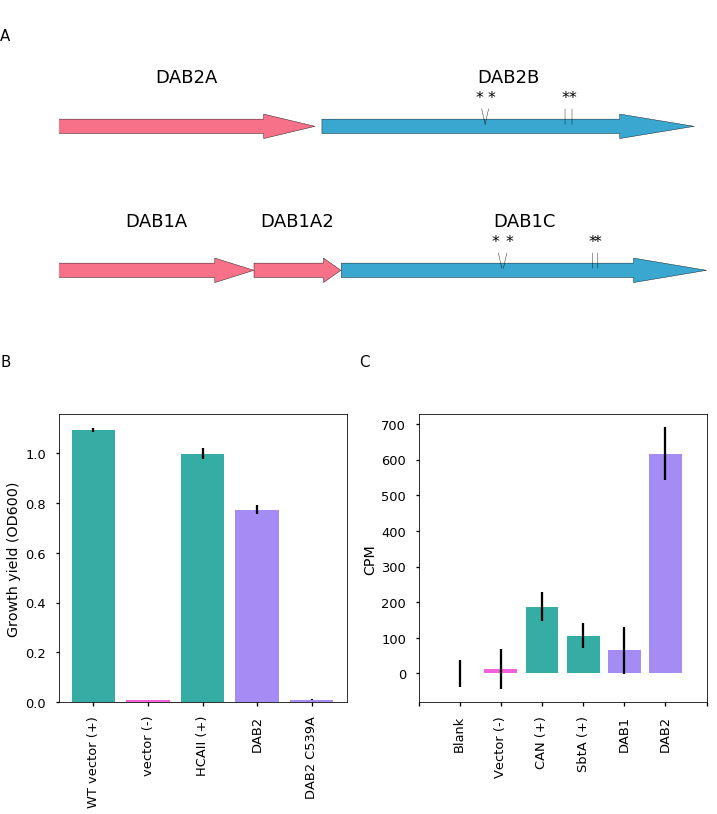 A
DAB2A DAB2B
* * **
DAB1A DAB1A2 DAB1C
* * **
B C
Growth yield (OD600)
1.0
0.8
0.6
0.4
0.2
0.0
WT vector (+)
vector (-)
HCAII (+)
DAB2
DAB2 C539A
CPM
700
600
500
400
300
200
100
0
Blank
Vector (-)
CAN (+)
SbtA (+)
DAB1
DAB2